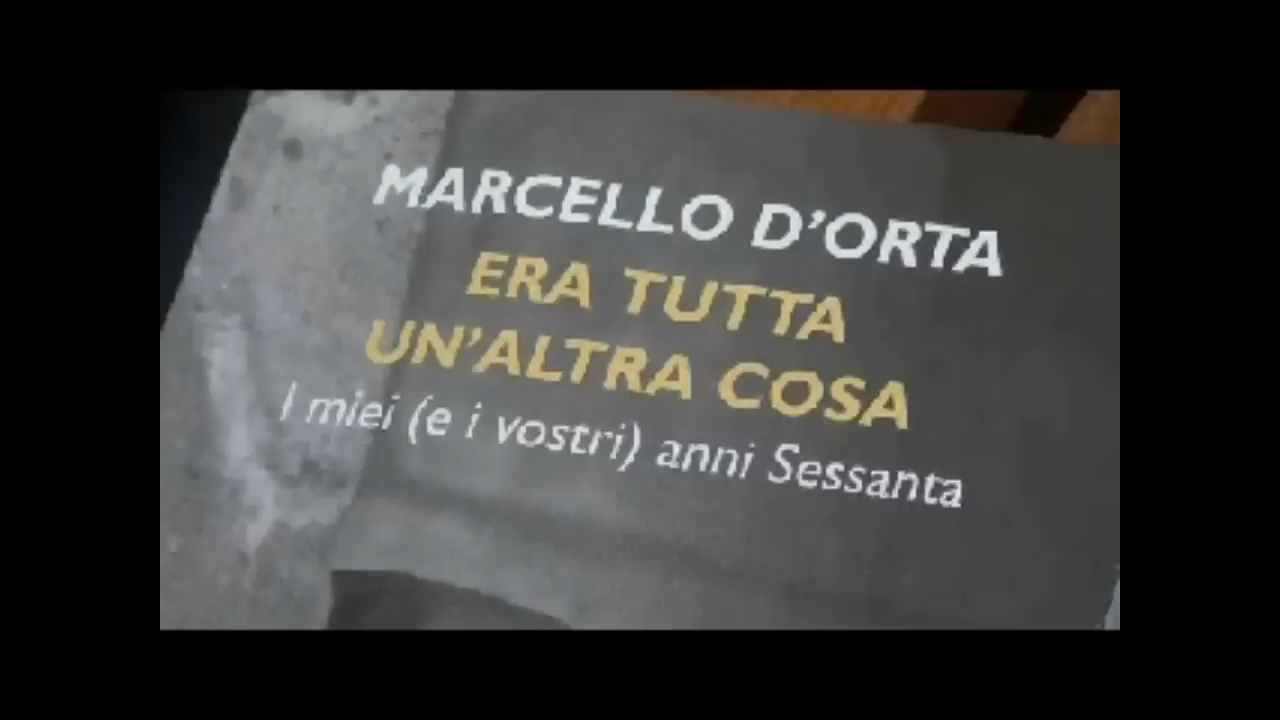 MARCELLO D'ORTA
ERA TUTTA
UN'ALTRA COSA
I miei (e i vostri) anni Sessanta